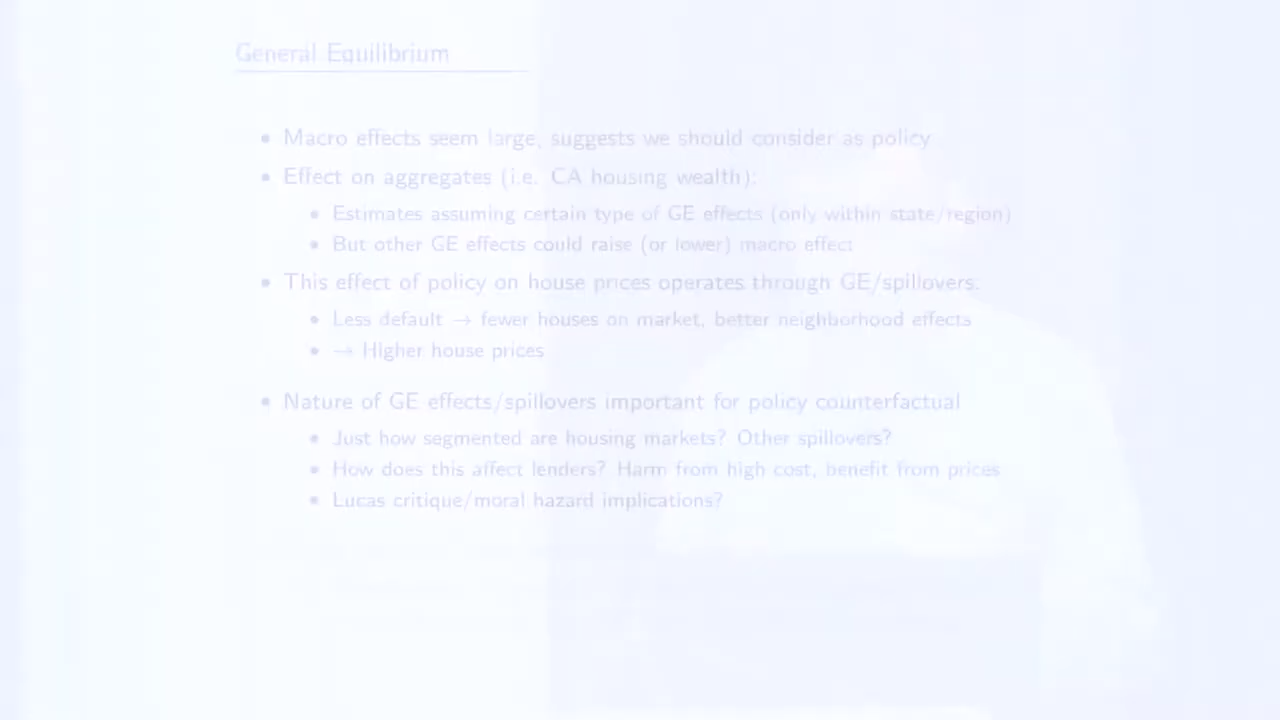 General Equilibrium
• Macro effects seem large, suggests we should consider as policy
• Effect on aggregates (i.e. CA housing wealth):
• Estimates assuming certain type of GE effects (only within state/region)
• But other GE effects could raise (or lower) macro effect
• This effect of policy on house prices operates through GE/spillovers:
• Less default → fewer houses on market, better neighborhood effects
• → Higher house prices
• Nature of GE effects/spillovers important for policy counterfactual
• Just how segmented are housing markets? Other spillovers?
• How does this affect lenders? Harm from high cost, benefit from prices
• Lucas critique/moral hazard implications?